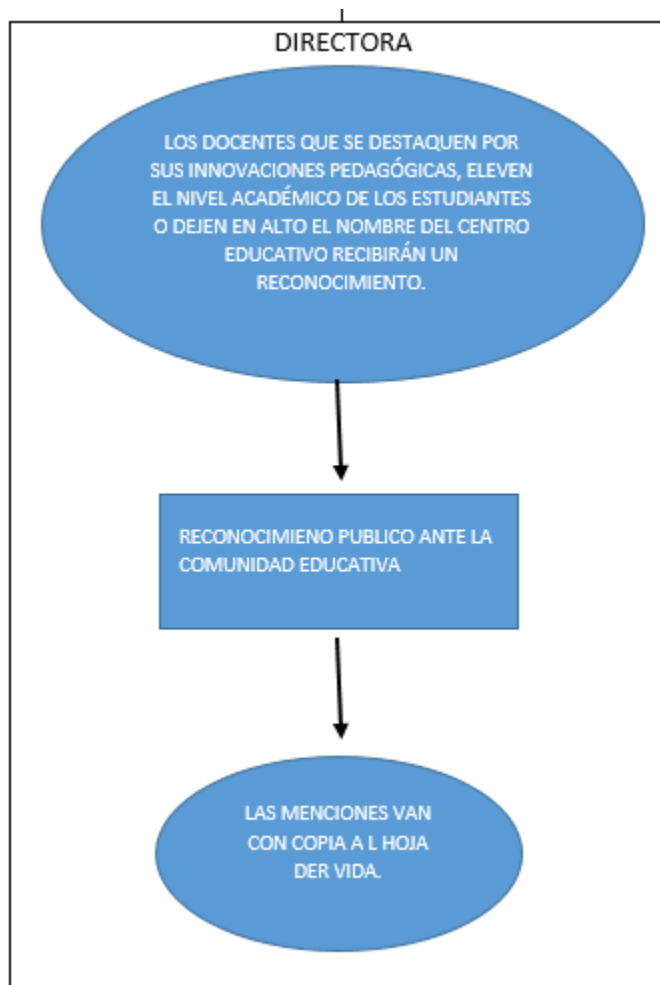 DIRECTORA
LOS DOCENTES QUE SE DESTAQUEN POR
SUS INNOVACIONES PEDAGÓGICAS, ELEVEN
EL NIVEL ACADÉMICO DE LOS ESTUDIANTES
O DEJEN EN ALTO EL NOMBRE DEL CENTRO
EDUCATIVO RECIBIRÁN UN
RECONOCIMIENTO.
RECONOCIMIENO PUBLICO ANTE LA
COMUNIDAD EDUCATIVA
LAS MENCIONES VAN
CON COPIA A L HOJA
DER VIDA.